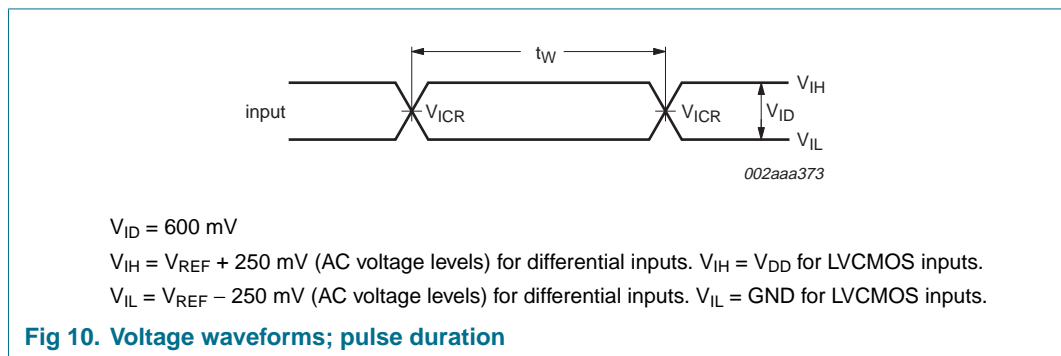 tW
VIH
input VICR VICR VID
VIL
002aaa373
VID = 600 mV
VIH = VREF + 250 mV (AC voltage levels) for differential inputs. VIH = VDD for LVCMOS inputs.
VIL = VREF − 250 mV (AC voltage levels) for differential inputs. VIL = GND for LVCMOS inputs.
Fig 10. Voltage waveforms; pulse duration